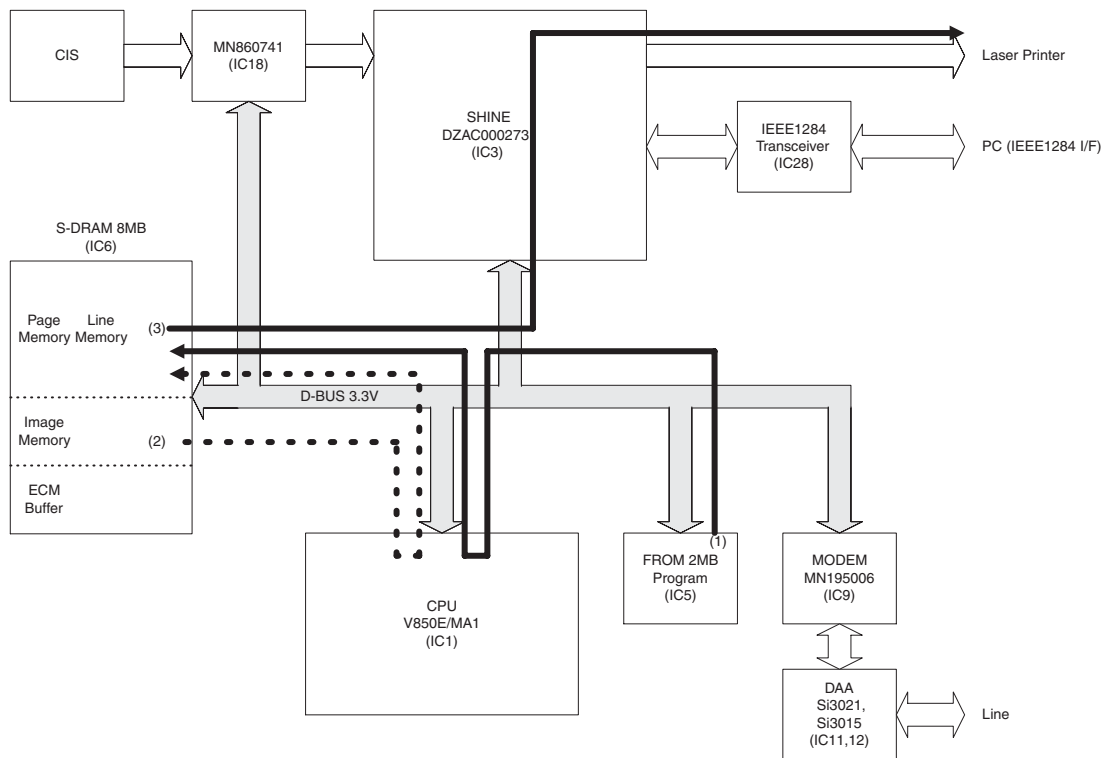 CIS
MN860741
(IC18)
SHINE
DZAC000273
(IC3)
Laser Printer
IEEE1284
Transceiver
(IC28)
PC (IEEE1284 I/F)
S-DRAM 8MB
(IC6)
Page Line
Memory Memory
(3)
D-BUS 3.3V
Image
Memory
(2)
ECM
Buffer
CPU
V850E/MA1
(IC1)
(1)
FROM 2MB
Program
(IC5)
MODEM
MN195006
(IC9)
DAA
Si3021,
Si3015
(IC11,12)
Line